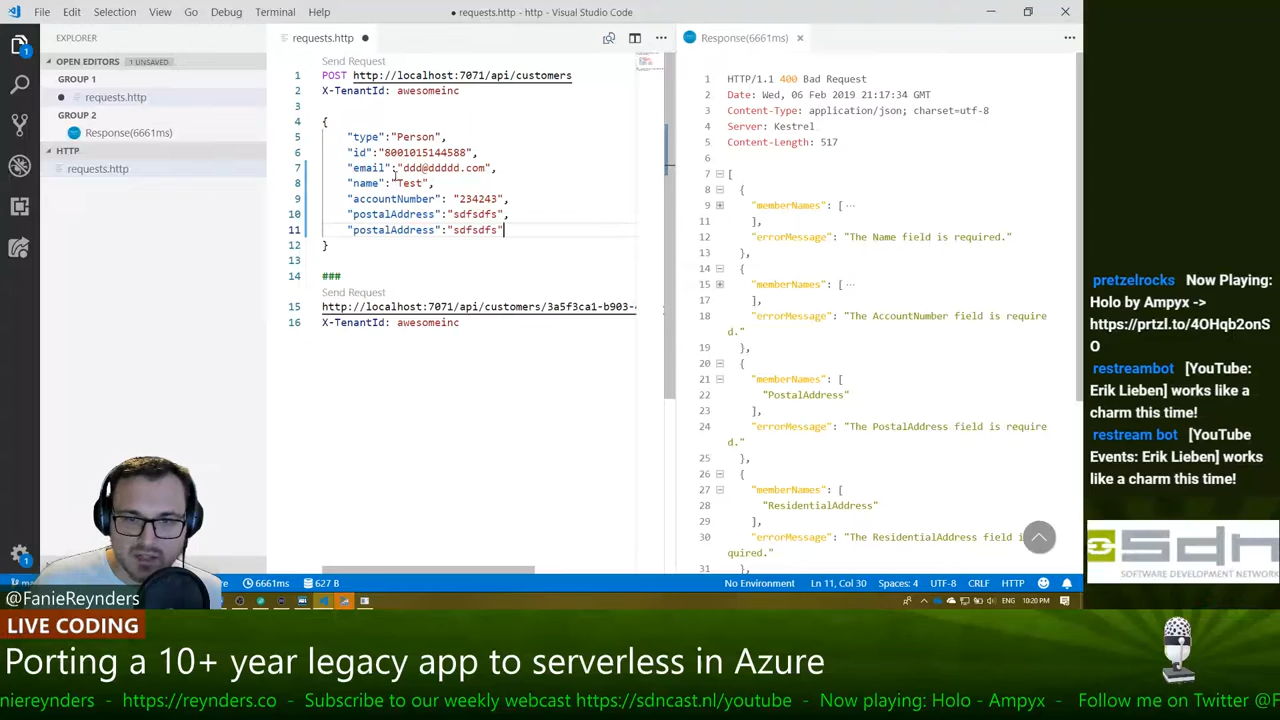 File Edit Selection View Go Debug Terminal Help
requests.http - http - Visual Studio Code
EXPLORER
OPEN EDITORS 1 UNSAVED
GROUP 1
requests.http
GROUP 2
Response(6661ms)
HTTP
requests.http
requests.http
Send Request
1 POST http://localhost:7071/api/customers
2 X-TenantId: awesomeinc
3
4 {
5 "type":"Person",
6 "id":"8001015144588",
7 "email":"ddd@ddddd.com",
8 "name":"Test",
9 "accountNumber": "234243",
10 "postalAddress":"sdfsdfs",
11 "postalAddress":"sdfsdfs"
12 }
13
14 ###
Send Request
15 http://localhost:7071/api/customers/3a5f3ca1-b903-
16 X-TenantId: awesomeinc
Response(6661ms)
1 HTTP/1.1 400 Bad Request
2 Date: Wed, 06 Feb 2019 21:17:34 GMT
3 Content-Type: application/json; charset=utf-8
4 Server: Kestrel
5 Content-Length: 517
6
7 [
8 {
9 "memberNames": [ ...
11 ],
12 "errorMessage": "The Name field is required."
13 },
14 {
15 "memberNames": [ ...
17 ],
18 "errorMessage": "The AccountNumber field is require
d."
19 },
20 {
21 "memberNames": [
22 "PostalAddress"
23 ],
24 "errorMessage": "The PostalAddress field is require
d."
25 },
26 {
27 "memberNames": [
28 "ResidentialAddress"
29 ],
30 "errorMessage": "The ResidentialAddress field i
quired."
31 },
6661ms 627 B
No Environment Ln 11, Col 30 Spaces: 4 UTF-8 CRLF HTTP
ENG 10:20 PM
pretzelrocks Now Playing:
Holo by Ampyx ->
https://prtzl.to/4OHqb2onS
O
restreambot [YouTube:
Erik Lieben] works like a
charm this time!
restream bot [YouTube
Events: Erik Lieben] works
like a charm this time!
sdn
SOFTWARE DEVELOPMENT NETWORK
@FanieReynders
LIVE CODING
Porting a 10+ year legacy app to serverless in Azure
niereynders - https://reynders.co - Subscribe to our weekly webcast https://sdncast.nl/youtube - Now playing: Holo - Ampyx - Follow me on Twitter @F